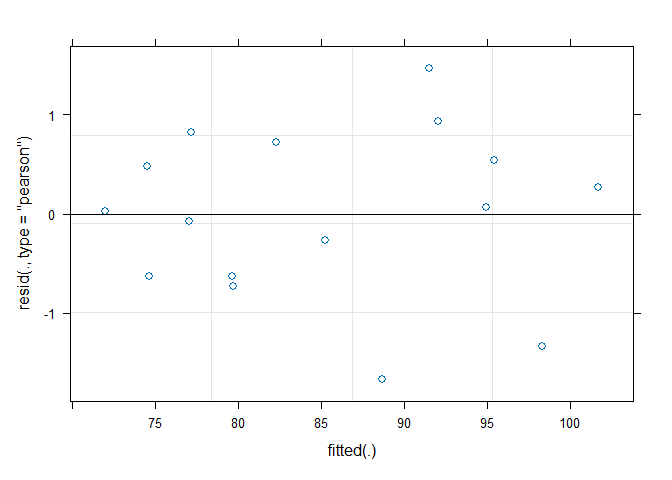 resid(., type = "pearson")
1
0
-1
75 80 85 90 95 100
fitted(.)